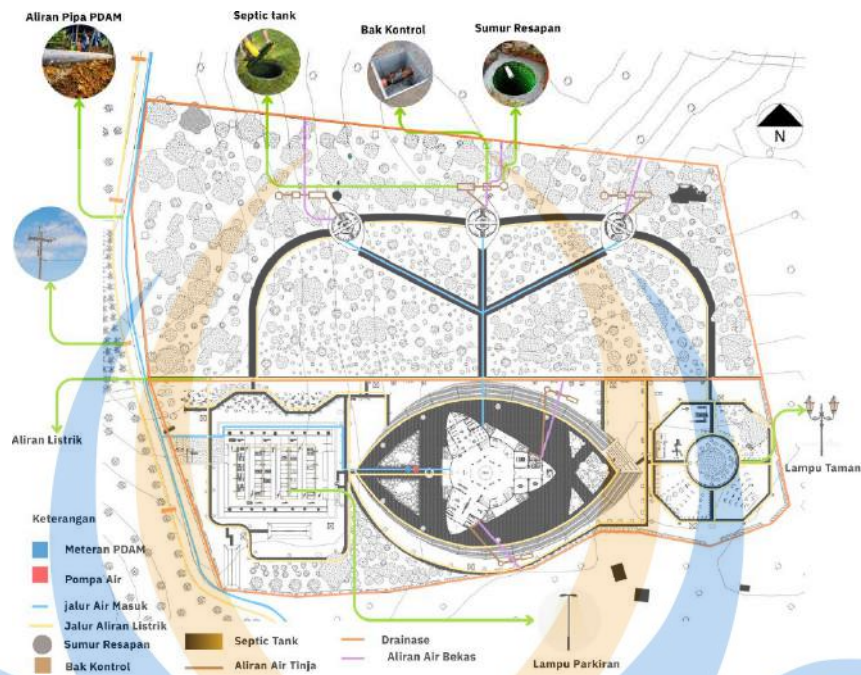 Aliran Pipa PDAM
Septic tank
Bak Kontrol
Sumur Resapan
N
Aliran Listrik
Lampu Taman
Keterangan
Meteran PDAM
Pompa Air
jalur Air Masuk
Jalur Aliran Listrik
Sumur Resapan
Bak Kontrol
Septic Tank
Aliran Air Tinja
Drainase
Aliran Air Bekas
Lampu Parkiran